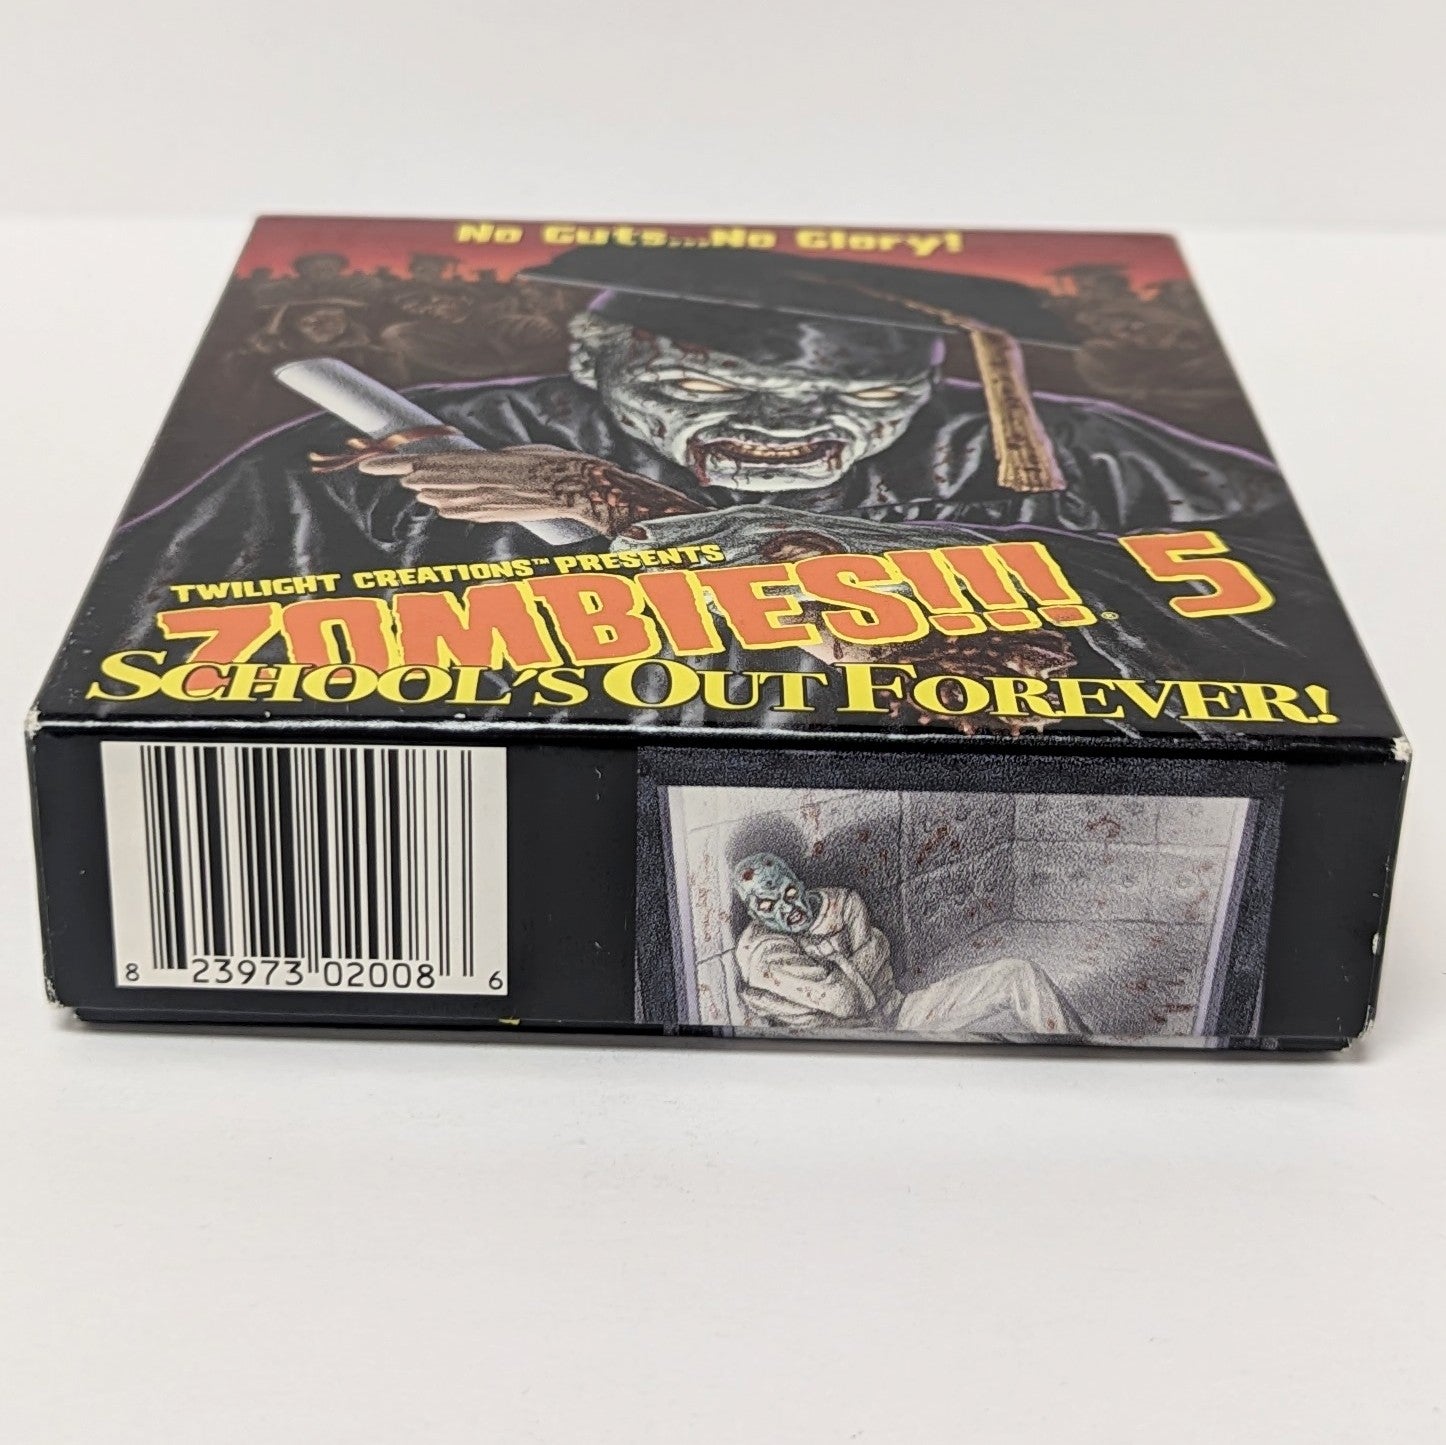 No Guts...No Glory!
TWILIGHT CREATIONS™ PRESENTS
ZOMBIES!!!® 5
SCHOOL'S OUT FOREVER!
8 23973 02008 6